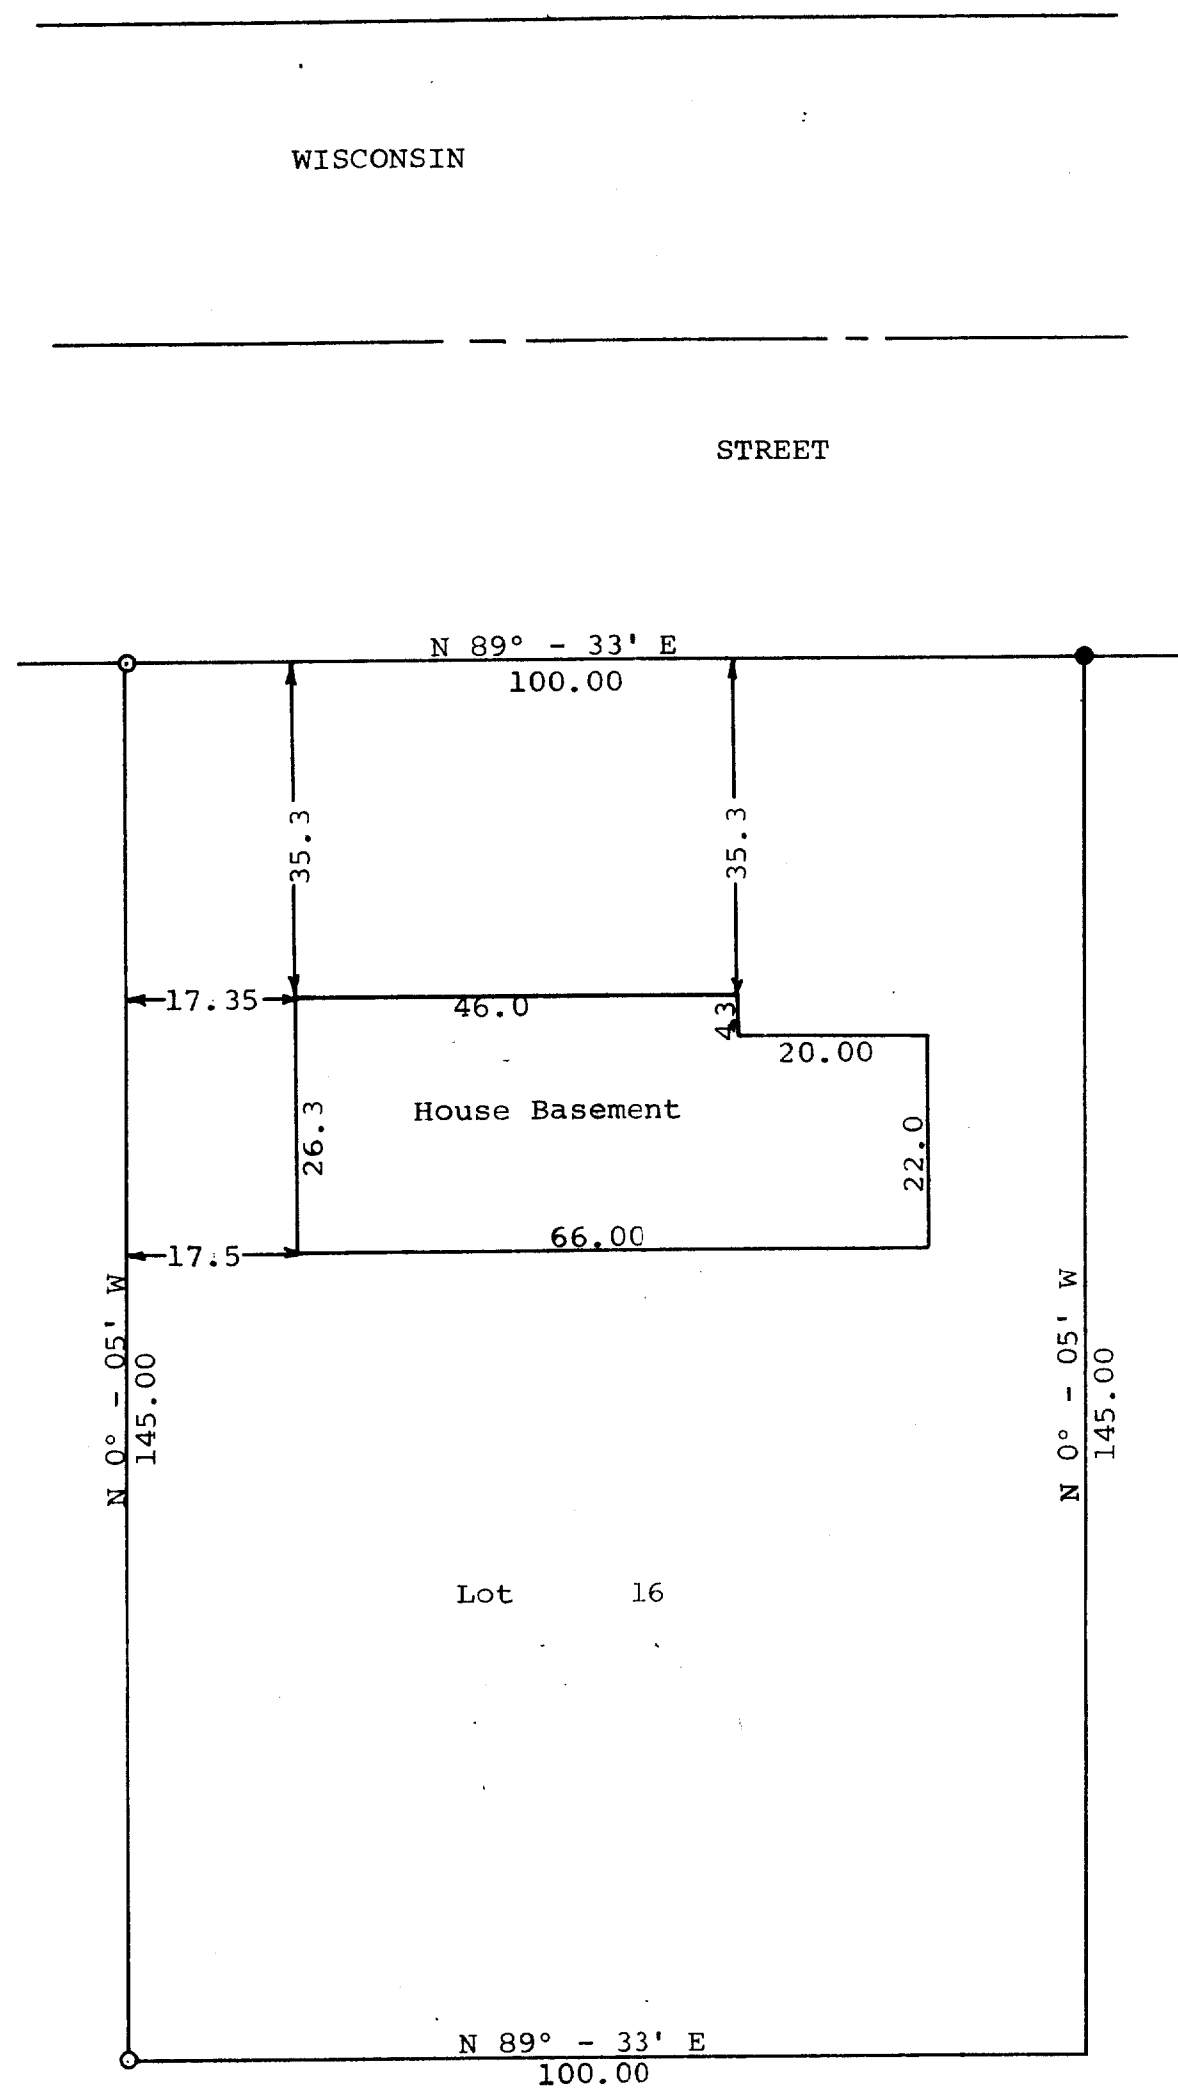 WISCONSIN
STREET
N 89° - 33' E
100.00
35.3
35.3
17.35
46.0
4.3
20.00
House Basement
26.3
22.0
66.00
17.5
N 0° - 05' W
145.00
N 0° - 05' W
145.00
Lot 16
N 89° - 33' E
100.00